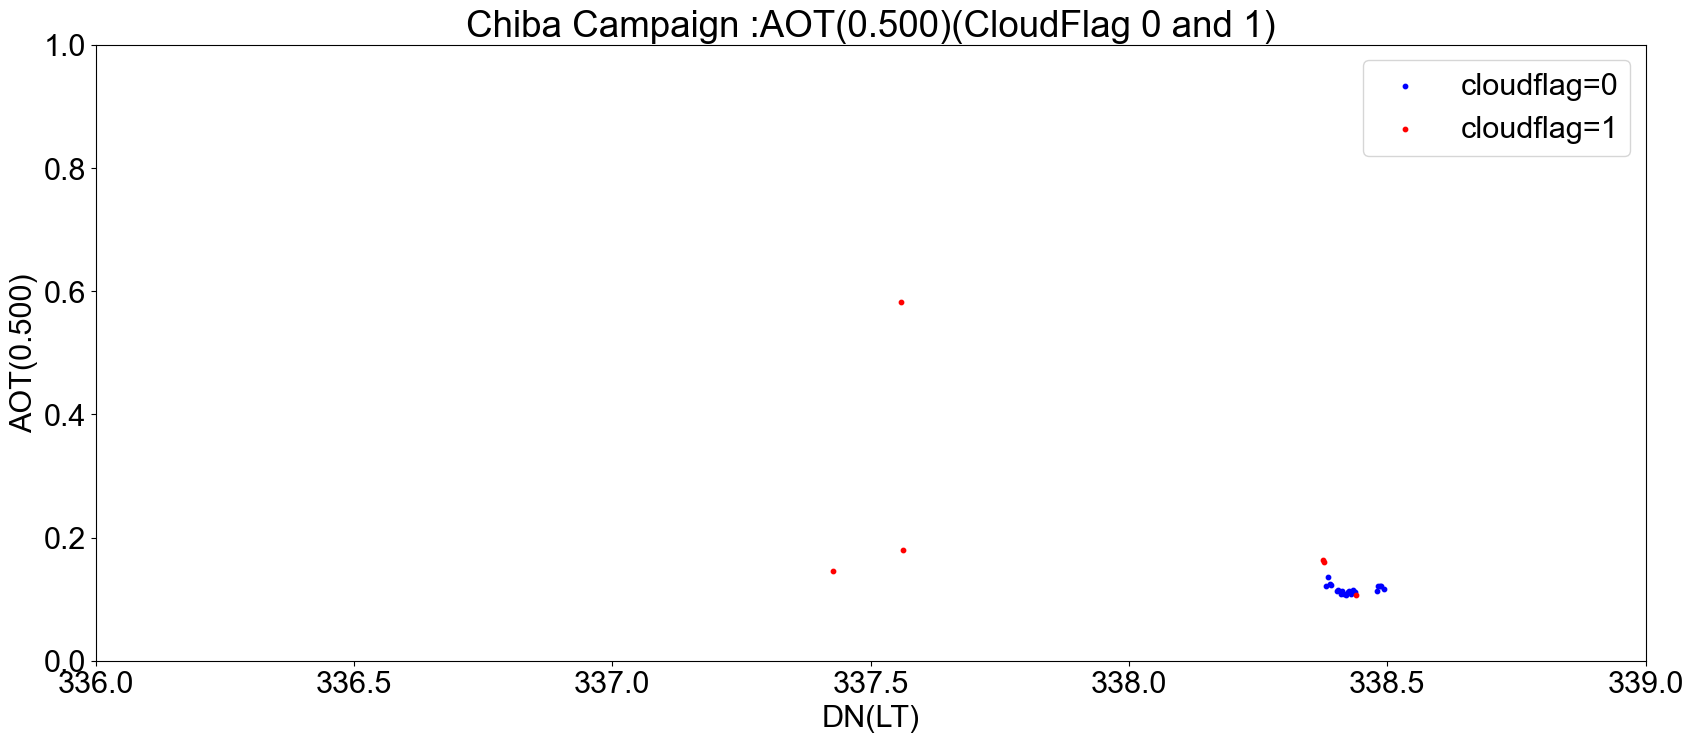 Chiba Campaign :AOT(0.500)(CloudFlag 0 and 1)
cloudflag=0
cloudflag=1
AOT(0.500)
1.0
0.8
0.6
0.4
0.2
0.0
336.0 336.5 337.0 337.5 338.0 338.5 339.0
DN(LT)